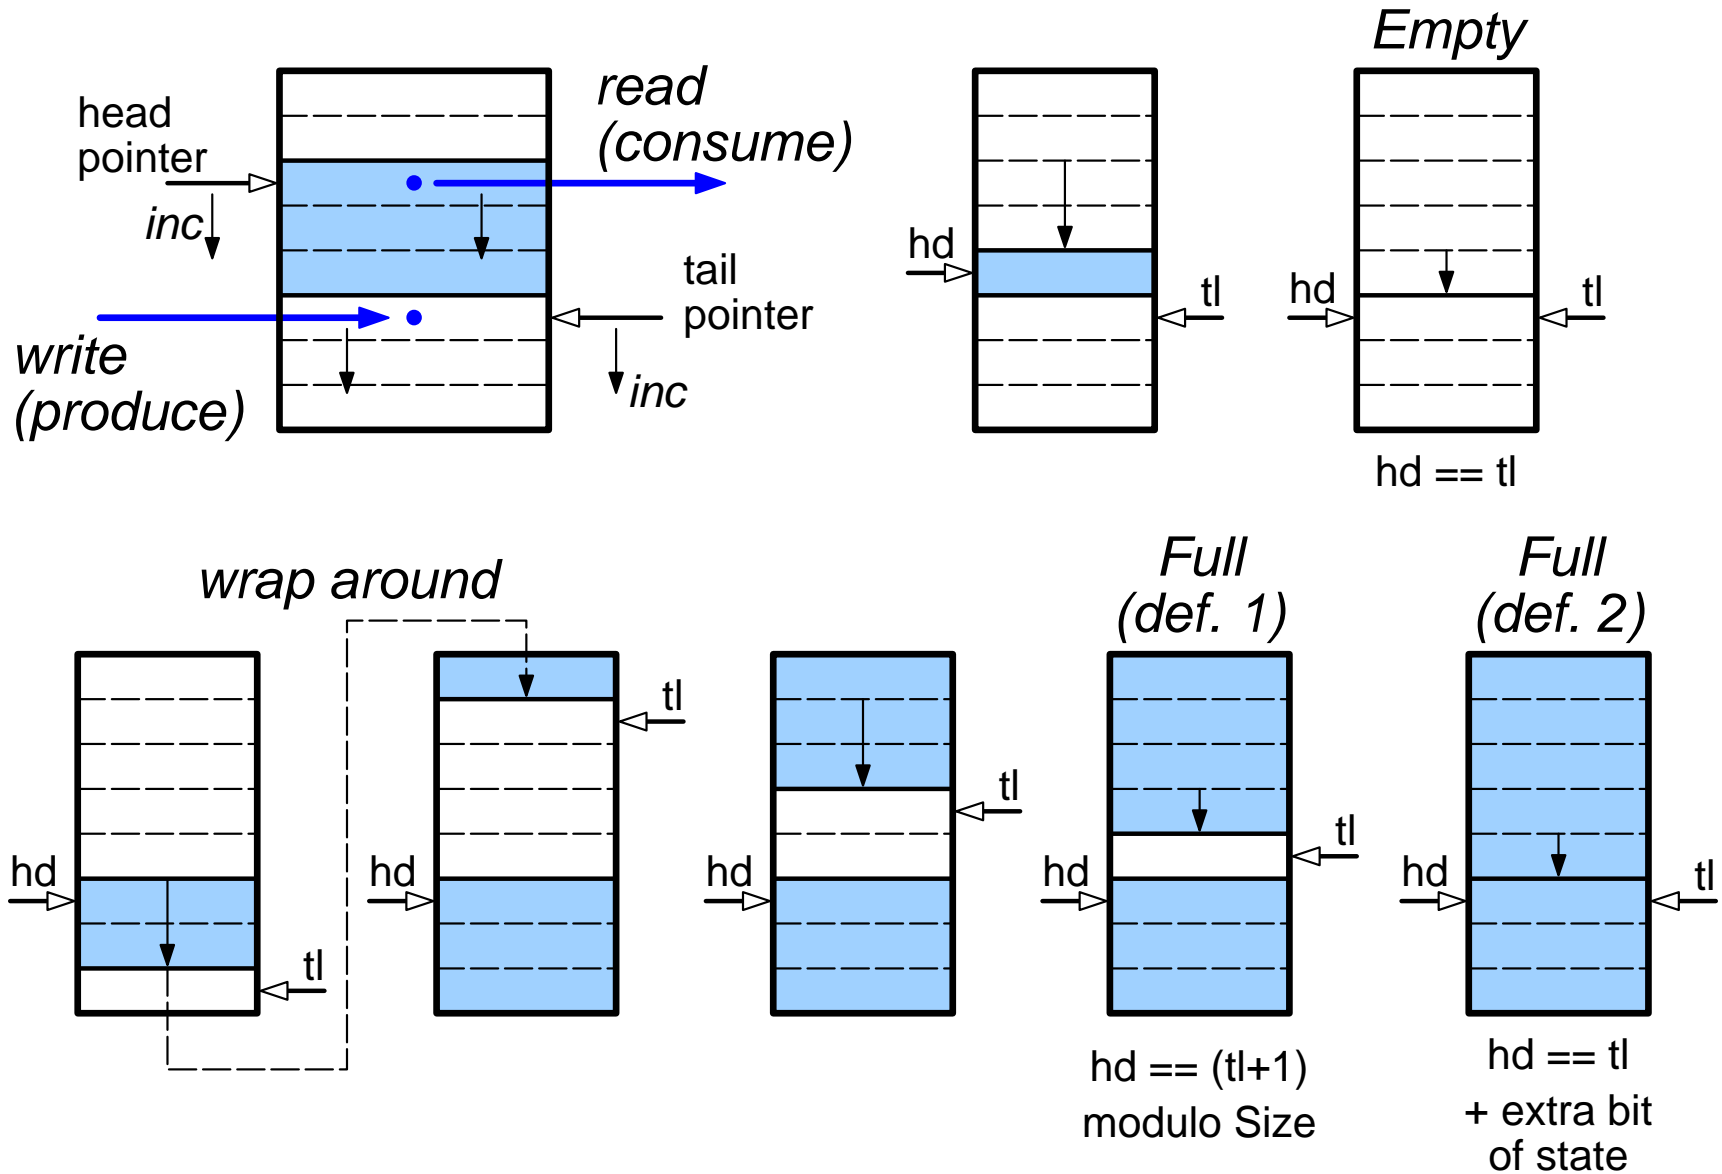 Empty
read
(consume)
head
pointer
inc
hd
tl
hd
tl
tail
pointer
write
(produce)
inc
hd == tl
wrap around
Full
(def. 1)
Full
(def. 2)
hd
tl
hd
tl
hd
tl
hd
tl
hd
tl
hd == (tl+1)
modulo Size
hd == tl
+ extra bit
of state